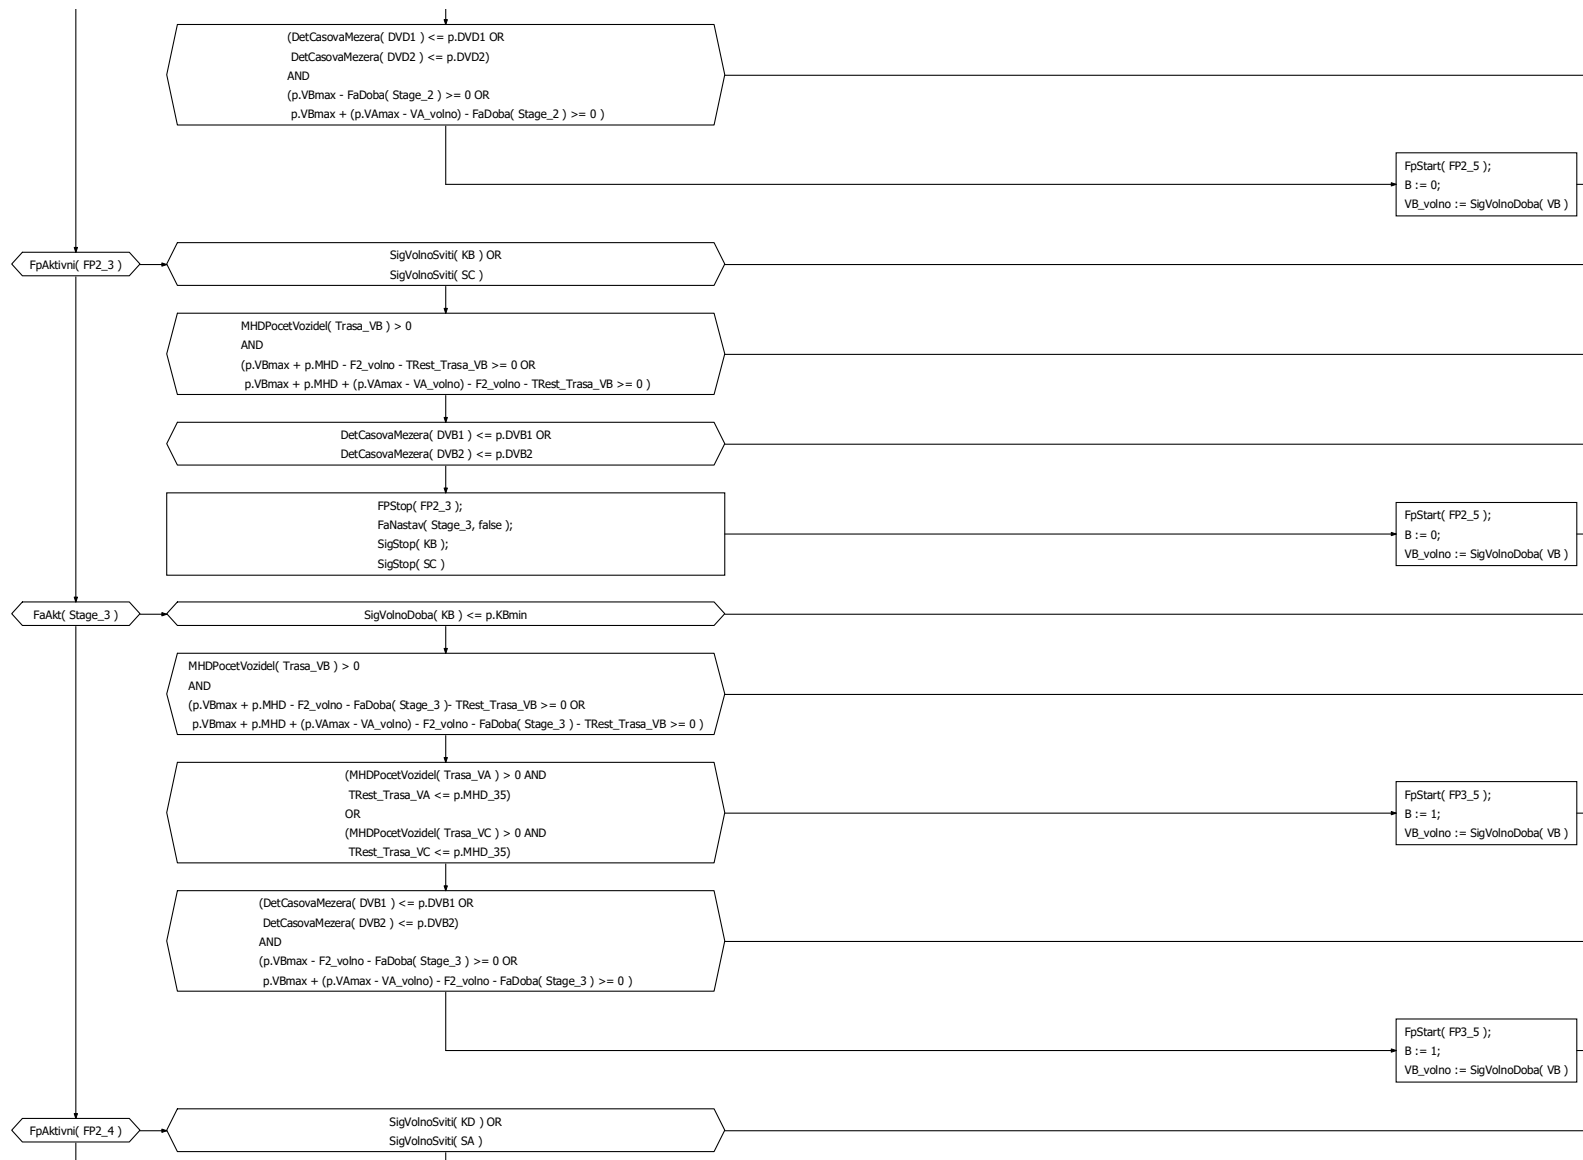 (DetCasovaMezera( DVD1 ) <= p.DVD1 OR
DetCasovaMezera( DVD2 ) <= p.DVD2)
AND
(p.VBmax - FaDoba( Stage_2 ) >= 0 OR
p.VBmax + (p.VAmax - VA_volno) - FaDoba( Stage_2 ) >= 0 )
FpStart( FP2_5 );
B := 0;
VB_volno := SigVolnoDoba( VB )
FpAktivni( FP2_3 )
SigVolnoSviti( KB ) OR
SigVolnoSviti( SC )
MHDPocetVozidel( Trasa_VB ) > 0
AND
(p.VBmax + p.MHD - F2_volno - TRest_Trasa_VB >= 0 OR
p.VBmax + p.MHD + (p.VAmax - VA_volno) - F2_volno - TRest_Trasa_VB >= 0 )
DetCasovaMezera( DVB1 ) <= p.DVB1 OR
DetCasovaMezera( DVB2 ) <= p.DVB2
FPStop( FP2_3 );
FaNastav( Stage_3, false );
SigStop( KB );
SigStop( SC )
FpStart( FP2_5 );
B := 0;
VB_volno := SigVolnoDoba( VB )
FaAkt( Stage_3 )
SigVolnoDoba( KB ) <= p.KBmin
MHDPocetVozidel( Trasa_VB ) > 0
AND
(p.VBmax + p.MHD - F2_volno - FaDoba( Stage_3 )- TRest_Trasa_VB >= 0 OR
p.VBmax + p.MHD + (p.VAmax - VA_volno) - F2_volno - FaDoba( Stage_3 ) - TRest_Trasa_VB >= 0 )
(MHDPocetVozidel( Trasa_VA ) > 0 AND
TRest_Trasa_VA <= p.MHD_35)
OR
(MHDPocetVozidel( Trasa_VC ) > 0 AND
TRest_Trasa_VC <= p.MHD_35)
FpStart( FP3_5 );
B := 1;
VB_volno := SigVolnoDoba( VB )
(DetCasovaMezera( DVB1 ) <= p.DVB1 OR
DetCasovaMezera( DVB2 ) <= p.DVB2)
AND
(p.VBmax - F2_volno - FaDoba( Stage_3 ) >= 0 OR
p.VBmax + (p.VAmax - VA_volno) - F2_volno - FaDoba( Stage_3 ) >= 0 )
FpStart( FP3_5 );
B := 1;
VB_volno := SigVolnoDoba( VB )
FpAktivni( FP2_4 )
SigVolnoSviti( KD ) OR
SigVolnoSviti( SA )